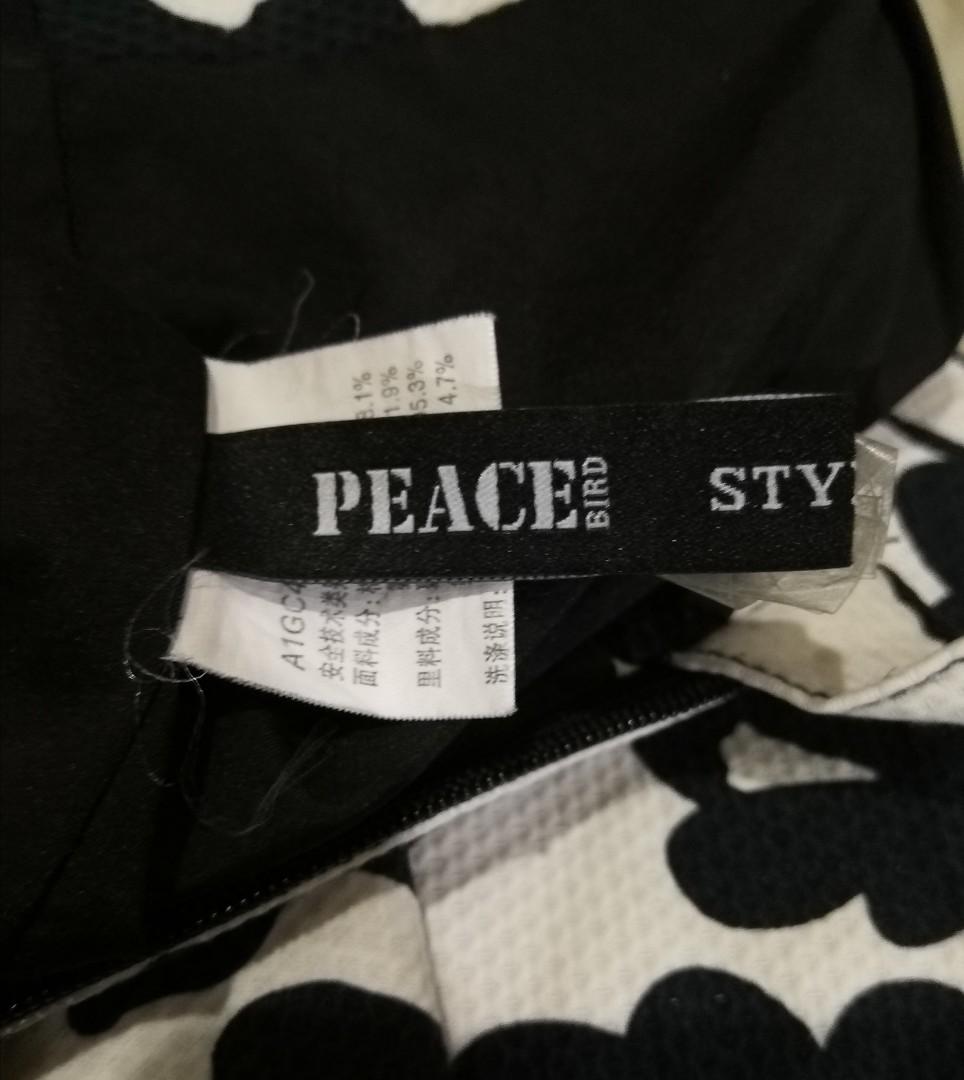 8.1%
1.9%
5.3%
4.7%
PEACE
BIRD
STY
A1GC
安全技术类
面料成分:
里料成分:
洗涤说明: